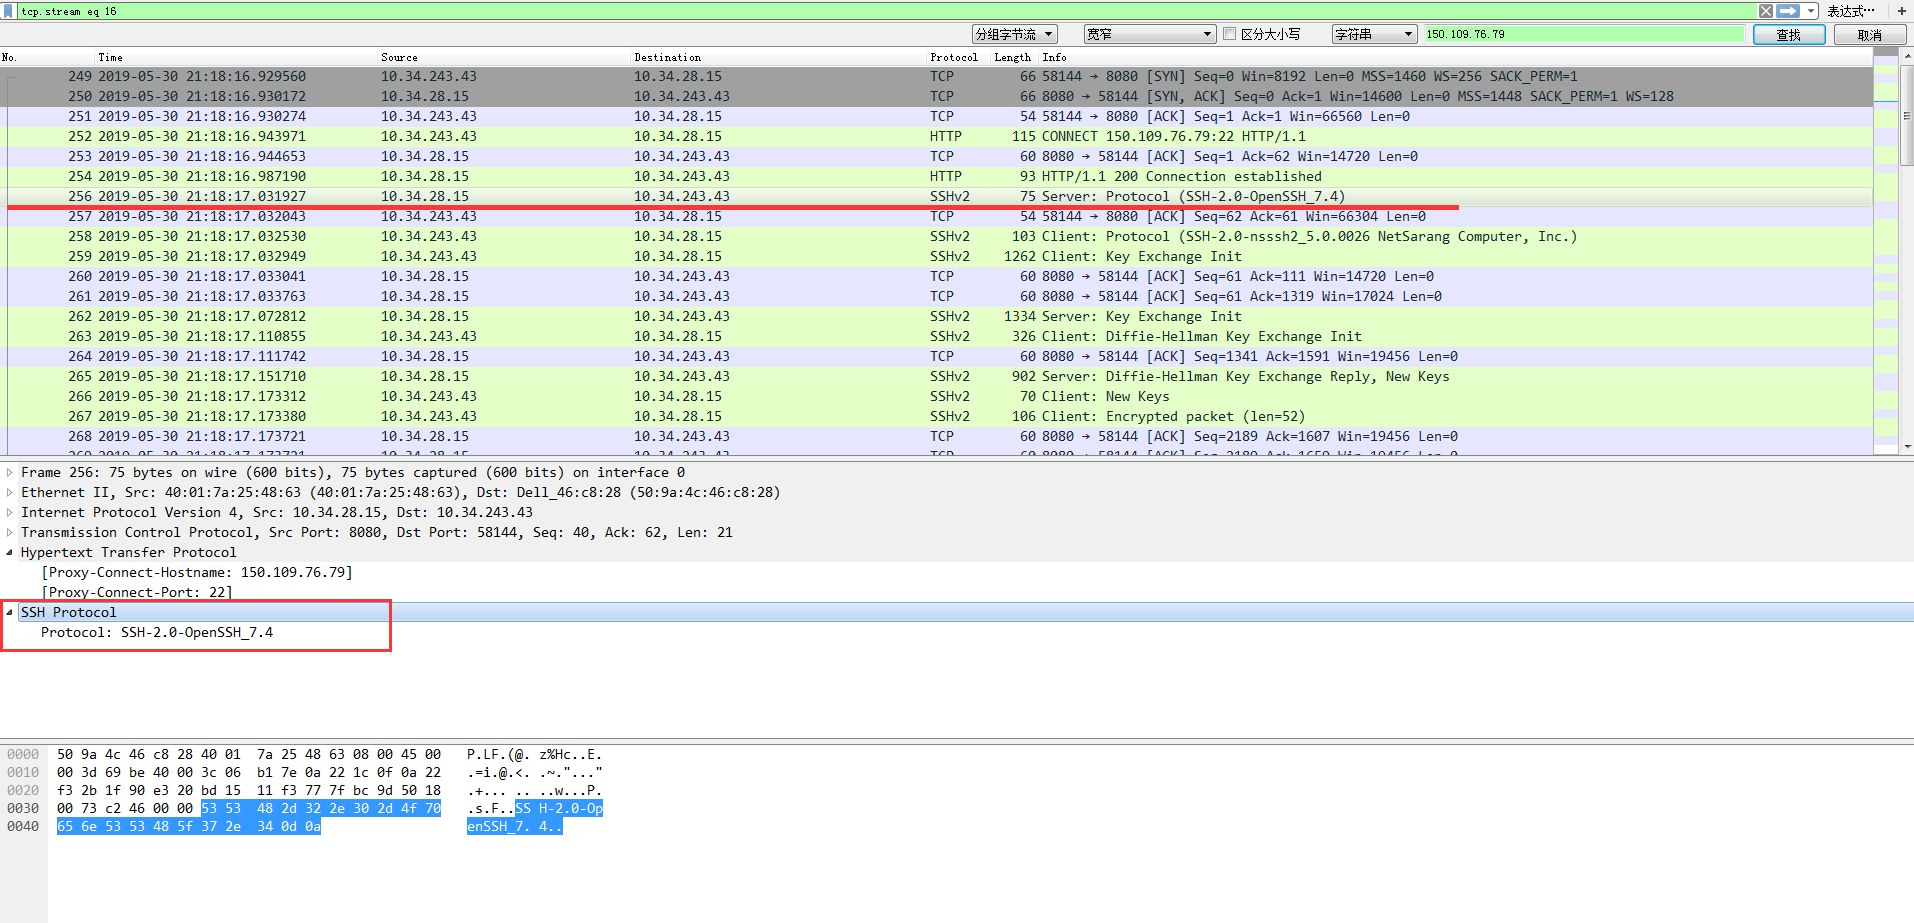 tcp.stream eq 16 表达式… +
分组字节流 宽窄 区分大小写 字符串 150.109.76.79 查找 取消
No. Time Source Destination Protocol Length Info
249 2019-05-30 21:18:16.929560 10.34.243.43 10.34.28.15 TCP 66 58144 → 8080 [SYN] Seq=0 Win=8192 Len=0 MSS=1460 WS=256 SACK_PERM=1
250 2019-05-30 21:18:16.930172 10.34.28.15 10.34.243.43 TCP 66 8080 → 58144 [SYN, ACK] Seq=0 Ack=1 Win=14600 Len=0 MSS=1448 SACK_PERM=1 WS=128
251 2019-05-30 21:18:16.930274 10.34.243.43 10.34.28.15 TCP 54 58144 → 8080 [ACK] Seq=1 Ack=1 Win=66560 Len=0
252 2019-05-30 21:18:16.943971 10.34.243.43 10.34.28.15 HTTP 115 CONNECT 150.109.76.79:22 HTTP/1.1
253 2019-05-30 21:18:16.944653 10.34.28.15 10.34.243.43 TCP 60 8080 → 58144 [ACK] Seq=1 Ack=62 Win=14720 Len=0
254 2019-05-30 21:18:16.987190 10.34.28.15 10.34.243.43 HTTP 93 HTTP/1.1 200 Connection established
256 2019-05-30 21:18:17.031927 10.34.28.15 10.34.243.43 SSHv2 75 Server: Protocol (SSH-2.0-OpenSSH_7.4)
257 2019-05-30 21:18:17.032043 10.34.243.43 10.34.28.15 TCP 54 58144 → 8080 [ACK] Seq=62 Ack=61 Win=66304 Len=0
258 2019-05-30 21:18:17.032530 10.34.243.43 10.34.28.15 SSHv2 103 Client: Protocol (SSH-2.0-nsssh2_5.0.0026 NetSarang Computer, Inc.)
259 2019-05-30 21:18:17.032949 10.34.243.43 10.34.28.15 SSHv2 1262 Client: Key Exchange Init
260 2019-05-30 21:18:17.033041 10.34.28.15 10.34.243.43 TCP 60 8080 → 58144 [ACK] Seq=61 Ack=111 Win=14720 Len=0
261 2019-05-30 21:18:17.033763 10.34.28.15 10.34.243.43 TCP 60 8080 → 58144 [ACK] Seq=61 Ack=1319 Win=17024 Len=0
262 2019-05-30 21:18:17.072812 10.34.28.15 10.34.243.43 SSHv2 1334 Server: Key Exchange Init
263 2019-05-30 21:18:17.110855 10.34.243.43 10.34.28.15 SSHv2 326 Client: Diffie-Hellman Key Exchange Init
264 2019-05-30 21:18:17.111742 10.34.28.15 10.34.243.43 TCP 60 8080 → 58144 [ACK] Seq=1341 Ack=1591 Win=19456 Len=0
265 2019-05-30 21:18:17.151710 10.34.28.15 10.34.243.43 SSHv2 902 Server: Diffie-Hellman Key Exchange Reply, New Keys
266 2019-05-30 21:18:17.173312 10.34.243.43 10.34.28.15 SSHv2 70 Client: New Keys
267 2019-05-30 21:18:17.173380 10.34.243.43 10.34.28.15 SSHv2 106 Client: Encrypted packet (len=52)
268 2019-05-30 21:18:17.173721 10.34.28.15 10.34.243.43 TCP 60 8080 → 58144 [ACK] Seq=2189 Ack=1607 Win=19456 Len=0
269 2019-05-30 21:18:17.173721 10.34.28.15 10.34.243.43 TCP 60 8080 → 58144 [ACK] Seq=2189 Ack=1659 Win=19456 Len=0
Frame 256: 75 bytes on wire (600 bits), 75 bytes captured (600 bits) on interface 0
Ethernet II, Src: 40:01:7a:25:48:63 (40:01:7a:25:48:63), Dst: Dell_46:c8:28 (50:9a:4c:46:c8:28)
Internet Protocol Version 4, Src: 10.34.28.15, Dst: 10.34.243.43
Transmission Control Protocol, Src Port: 8080, Dst Port: 58144, Seq: 40, Ack: 62, Len: 21
Hypertext Transfer Protocol
[Proxy-Connect-Hostname: 150.109.76.79]
[Proxy-Connect-Port: 22]
SSH Protocol
Protocol: SSH-2.0-OpenSSH_7.4
0000 50 9a 4c 46 c8 28 40 01 7a 25 48 63 08 00 45 00 P.LF.(@. z%Hc..E.
0010 00 3d 69 be 40 00 3c 06 b1 7e 0a 22 1c 0f 0a 22 .=i.@.<. .~."..."
0020 f3 2b 1f 90 e3 20 bd 15 11 f3 77 7f bc 9d 50 18 .+... .. ..w...P.
0030 00 73 c2 46 00 00 53 53 48 2d 32 2e 30 2d 4f 70 .s.F..SS H-2.0-Op
0040 65 6e 53 53 48 5f 37 2e 34 0d 0a enSSH_7. 4..